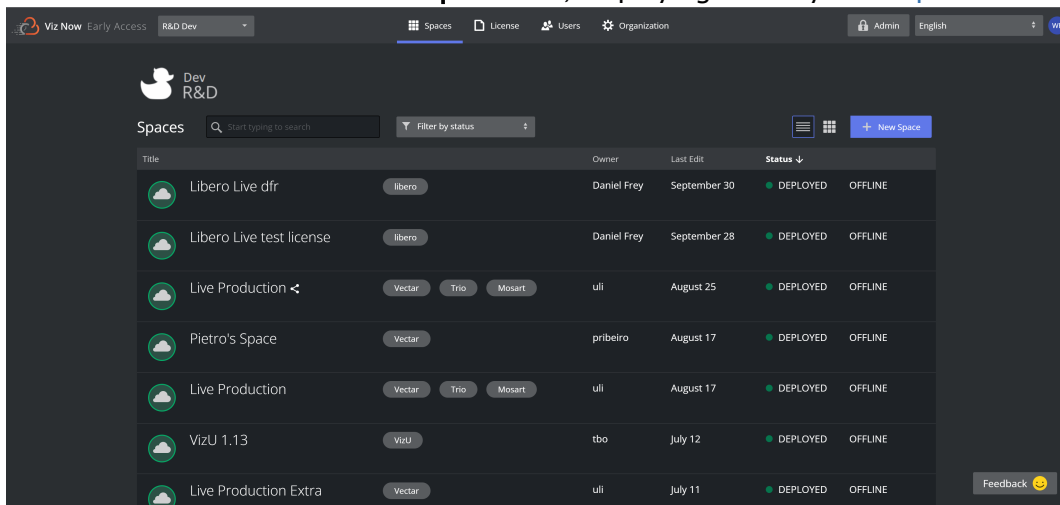 Viz Now Early Access R&D Dev Spaces License Users Organization Admin English
Dev
R&D
Spaces Start typing to search Filter by status + New Space
Title Owner Last Edit Status ↓
Libero Live dfr libero Daniel Frey September 30 DEPLOYED OFFLINE
Libero Live test license libero Daniel Frey September 28 DEPLOYED OFFLINE
Live Production Vectar Trio Mosart uli August 25 DEPLOYED OFFLINE
Pietro's Space Vectar pribeiro August 17 DEPLOYED OFFLINE
Live Production Vectar Trio Mosart uli August 17 DEPLOYED OFFLINE
VizU 1.13 VizU tbo July 12 DEPLOYED OFFLINE
Live Production Extra Vectar uli July 11 DEPLOYED OFFLINE
Feedback